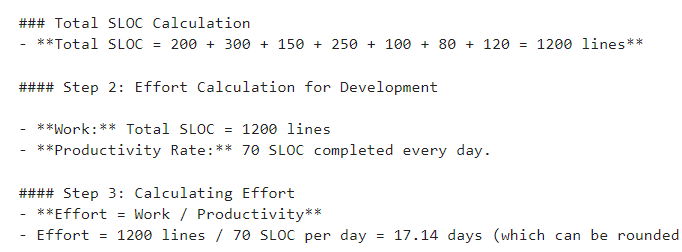 ### Total SLOC Calculation
- **Total SLOC = 200 + 300 + 150 + 250 + 100 + 80 + 120 = 1200 lines**
#### Step 2: Effort Calculation for Development
- **Work:** Total SLOC = 1200 lines
- **Productivity Rate:** 70 SLOC completed every day.
#### Step 3: Calculating Effort
- **Effort = Work / Productivity**
- Effort = 1200 lines / 70 SLOC per day = 17.14 days (which can be rounded